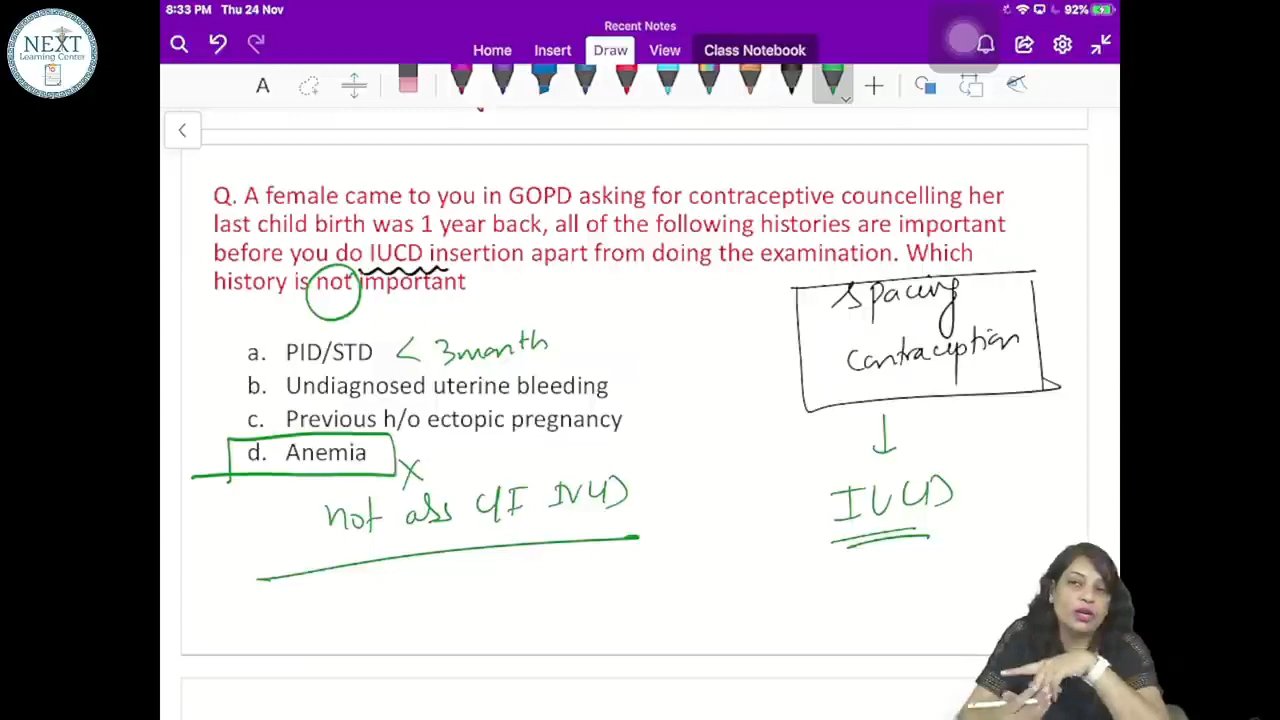 8:33 PM Thu 24 Nov
92%
NEXT
Learning Center
Recent Notes
Home Insert Draw View Class Notebook
A
Q. A female came to you in GOPD asking for contraceptive councelling her
last child birth was 1 year back, all of the following histories are important
before you do IUCD insertion apart from doing the examination. Which
history is not important
a. PID/STD < 3month
b. Undiagnosed uterine bleeding
c. Previous h/o ectopic pregnancy
d. Anemia X
not abs C/I IUCD
Spacing
Contraception
↓
IUCD